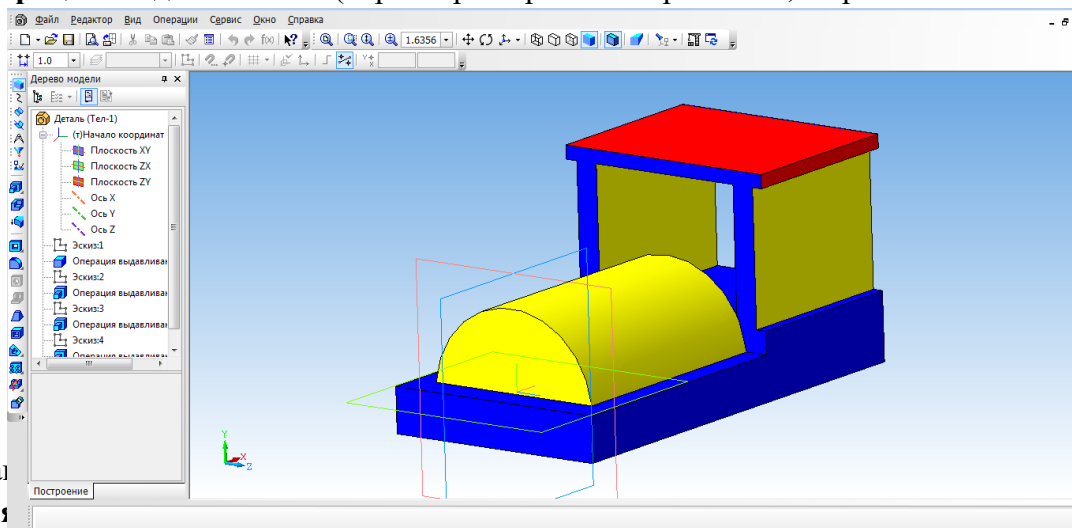 Файл Редактор Вид Операции Сервис Окно Справка
1.6356
1.0
Дерево модели
Деталь (Тел-1)
(т)Начало координат
Плоскость XY
Плоскость ZX
Плоскость ZY
Ось X
Ось Y
Ось Z
Эскиз:1
Операция выдавливан
Эскиз:2
Операция выдавливан
Эскиз:3
Операция выдавливан
Эскиз:4
Операция выдавливан
Y
X
Z
Построение